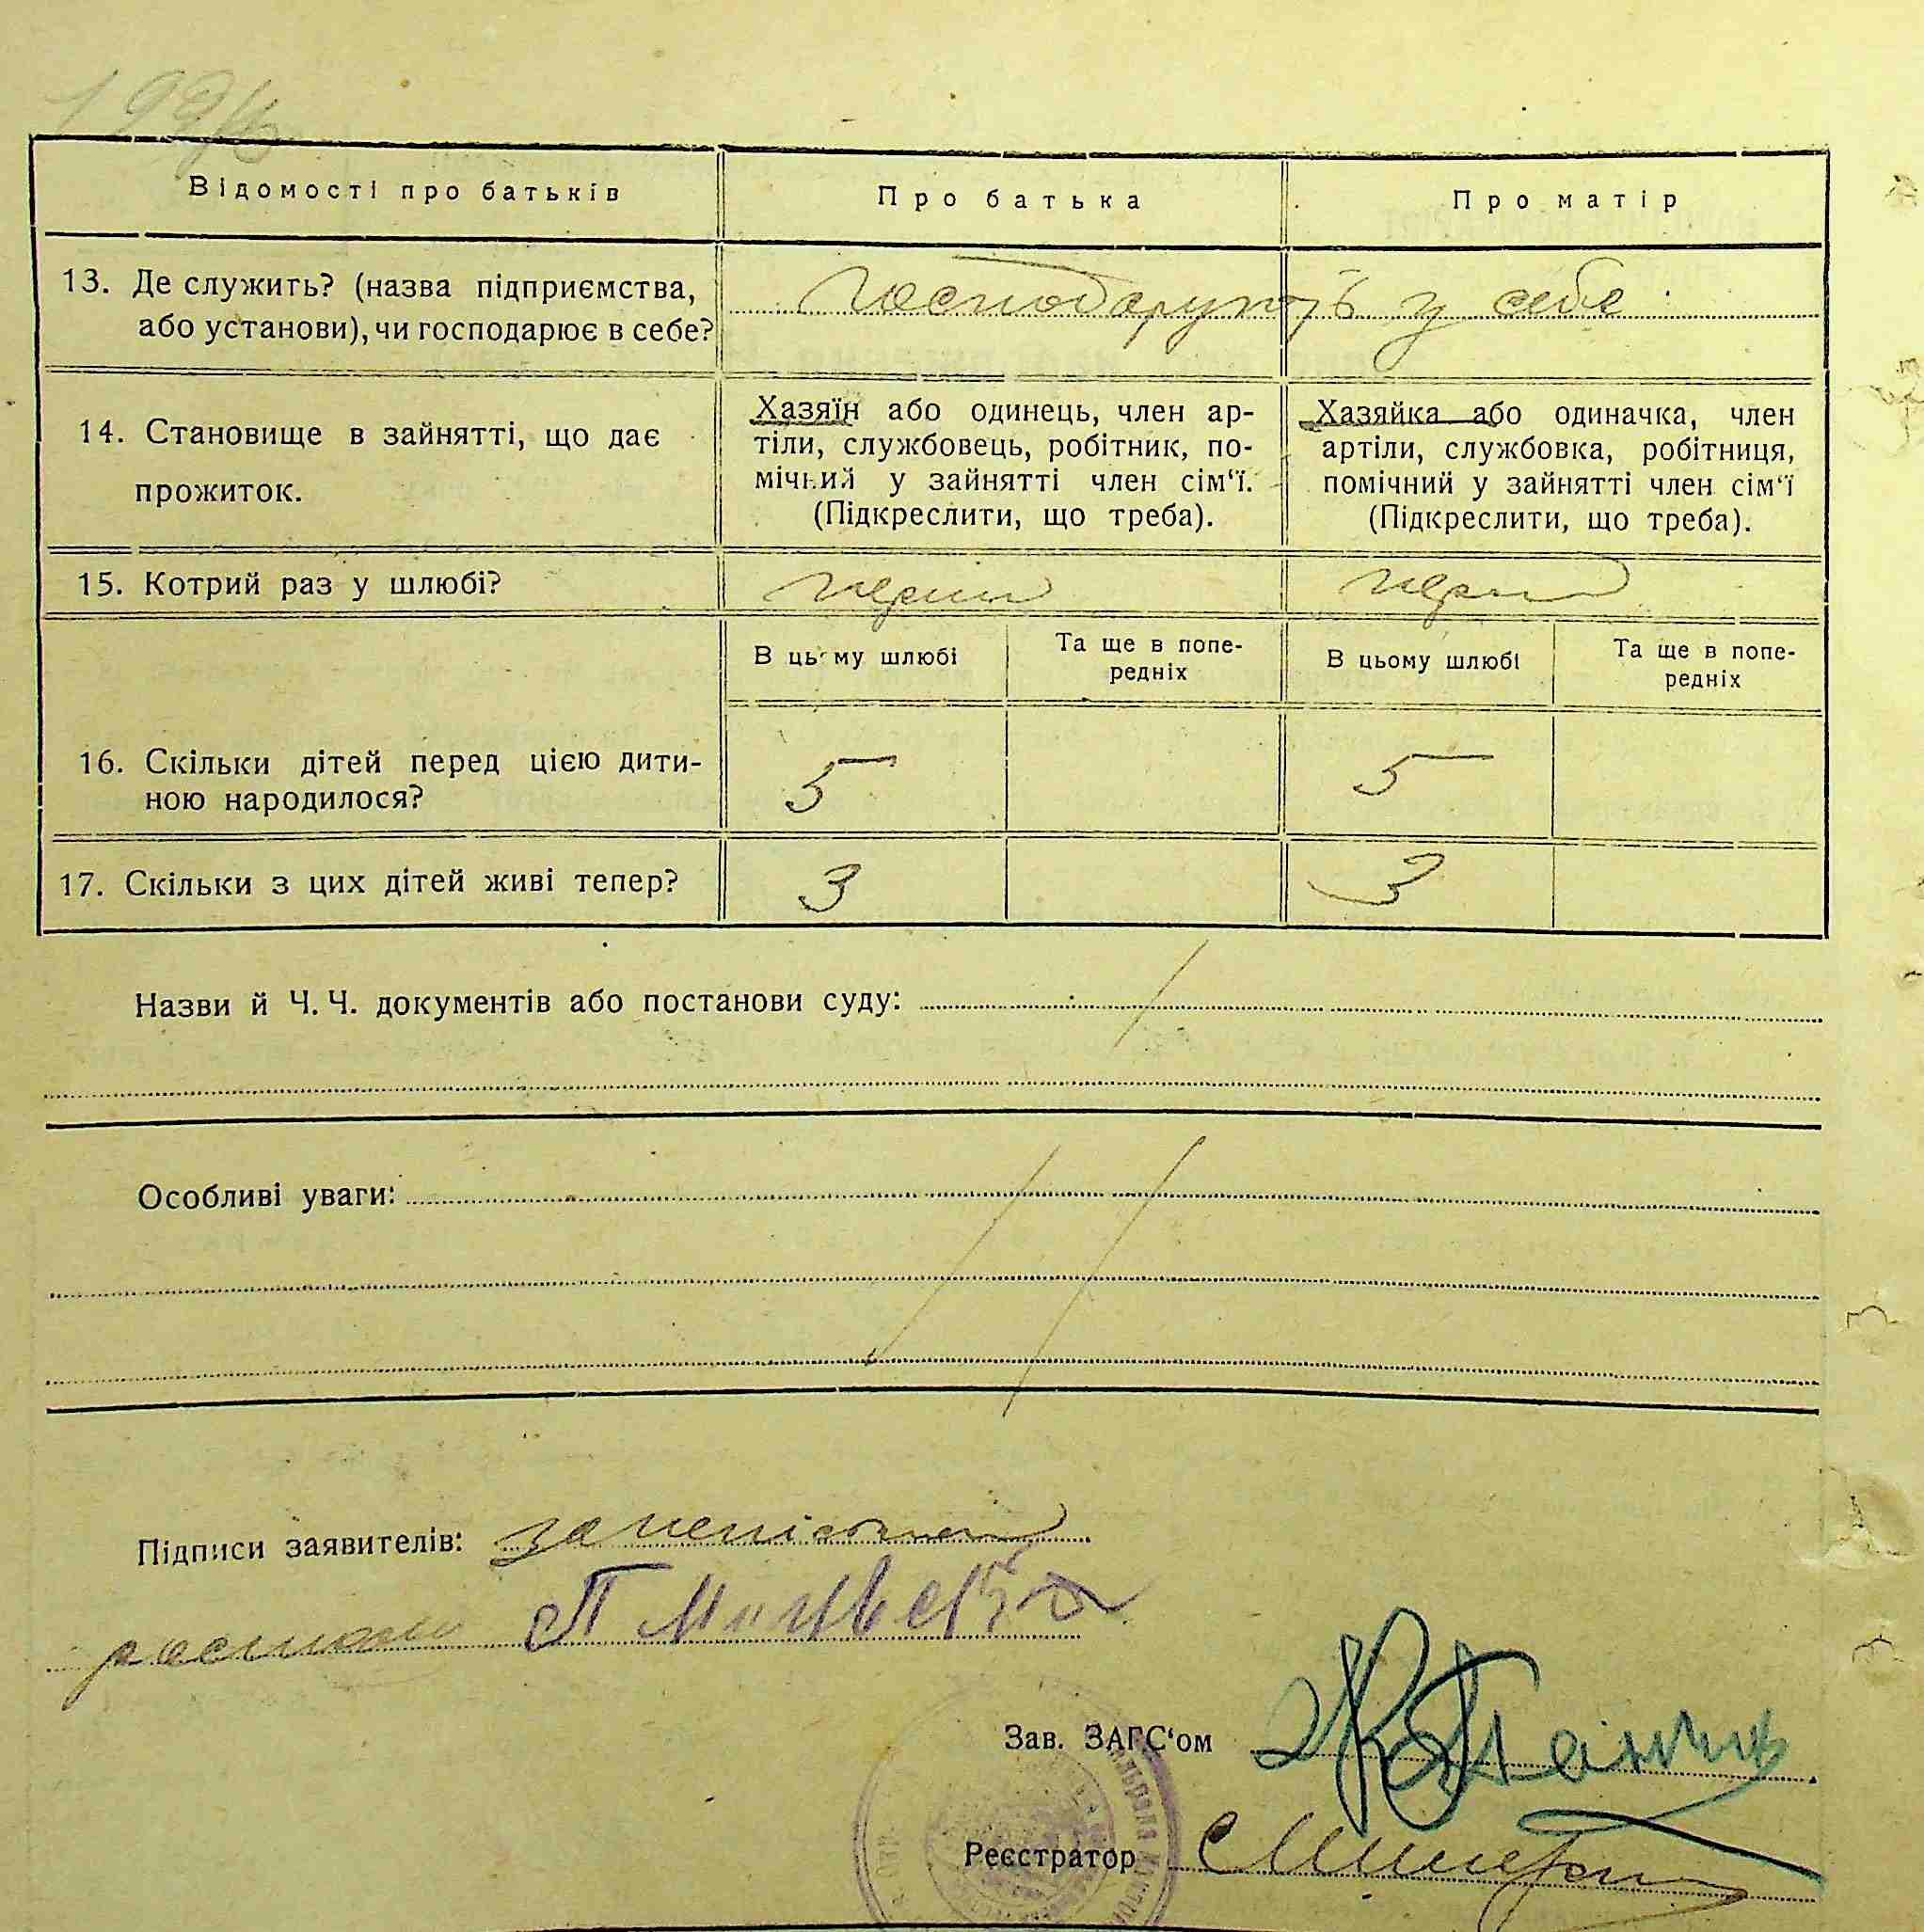 Відомості про батьків
Про батька
Про матір
13. Де служить? (назва підприємства,
або установи), чи господарює в себе?
господарують у себе
14. Становище в зайнятті, що дає
прожиток.
Хазяїн або одинець, член ар-
тіли, службовець, робітник, по-
мічний у зайнятті член сім‘ї.
(Підкреслити, що треба).
Хазяйка або одиначка, член
артіли, службовка, робітниця,
помічний у зайнятті член сім‘ї
(Підкреслити, що треба).
15. Котрий раз у шлюбі?
перший
перший
В цьому шлюбі
Та ще в попе-
редніх
В цьому шлюбі
Та ще в попе-
редніх
16. Скільки дітей перед цією дити-
ною народилося?
5
5
17. Скільки з цих дітей живі тепер?
3
3
Назви й Ч. Ч. документів або постанови суду:
Особливі уваги:
Підписи заявителів:
Зав. ЗАГС‘ом
Реєстратор